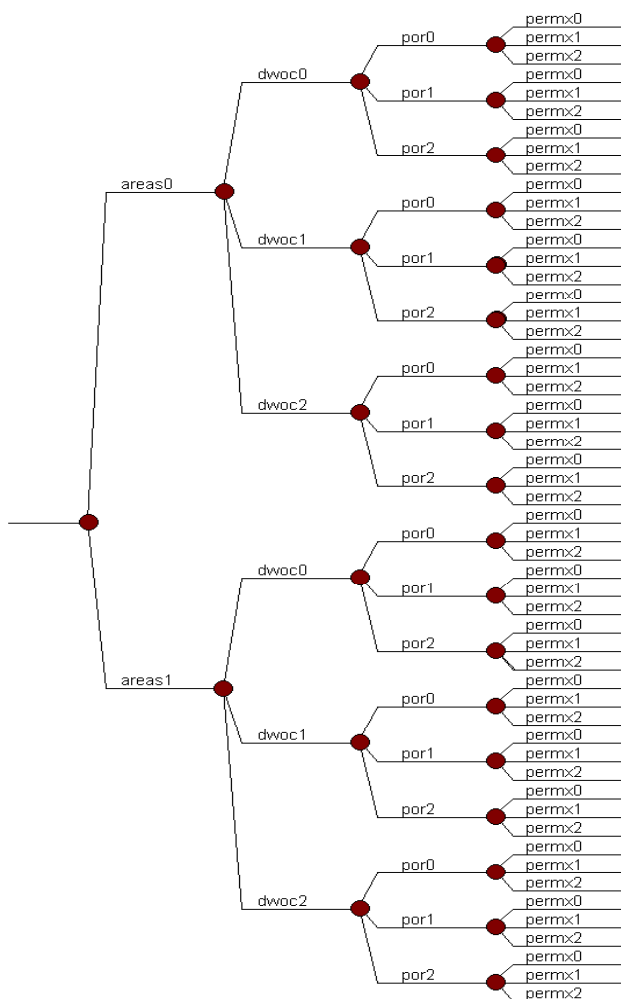 permx0
por0 permx1
permx2
dwoc0 permx0
por1 permx1
permx2
permx0
por2 permx1
permx2
areas0 permx0
por0 permx1
permx2
dwoc1 permx0
por1 permx1
permx2
permx0
por2 permx1
permx2
permx0
por0 permx1
permx2
dwoc2 permx0
por1 permx1
permx2
permx0
por2 permx1
permx2
permx0
por0 permx1
permx2
dwoc0 permx0
por1 permx1
permx2
permx0
por2 permx1
permx2
areas1 permx0
por0 permx1
permx2
dwoc1 permx0
por1 permx1
permx2
permx0
por2 permx1
permx2
permx0
por0 permx1
permx2
dwoc2 permx0
por1 permx1
permx2
permx0
por2 permx1
permx2